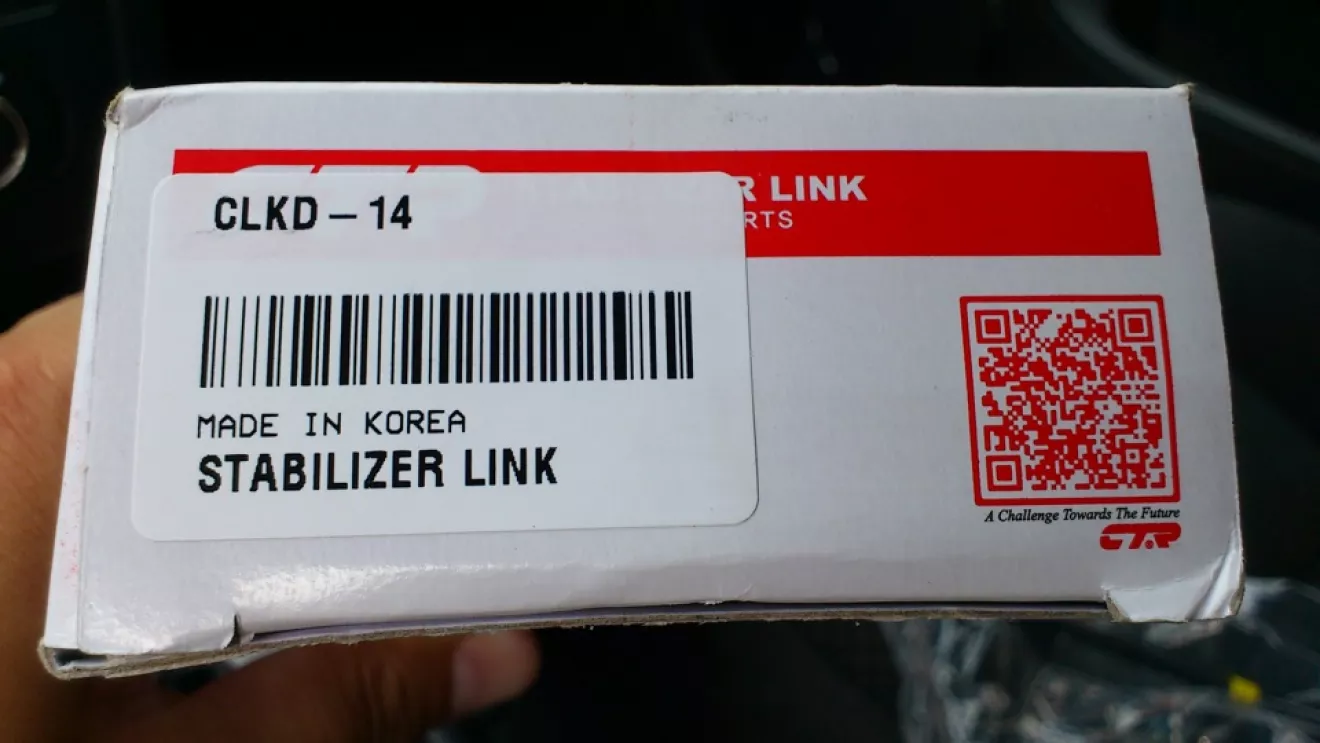 CLKD – 14
R LINK
RTS
MADE IN KOREA
STABILIZER LINK
A Challenge Towards The Future
CTR